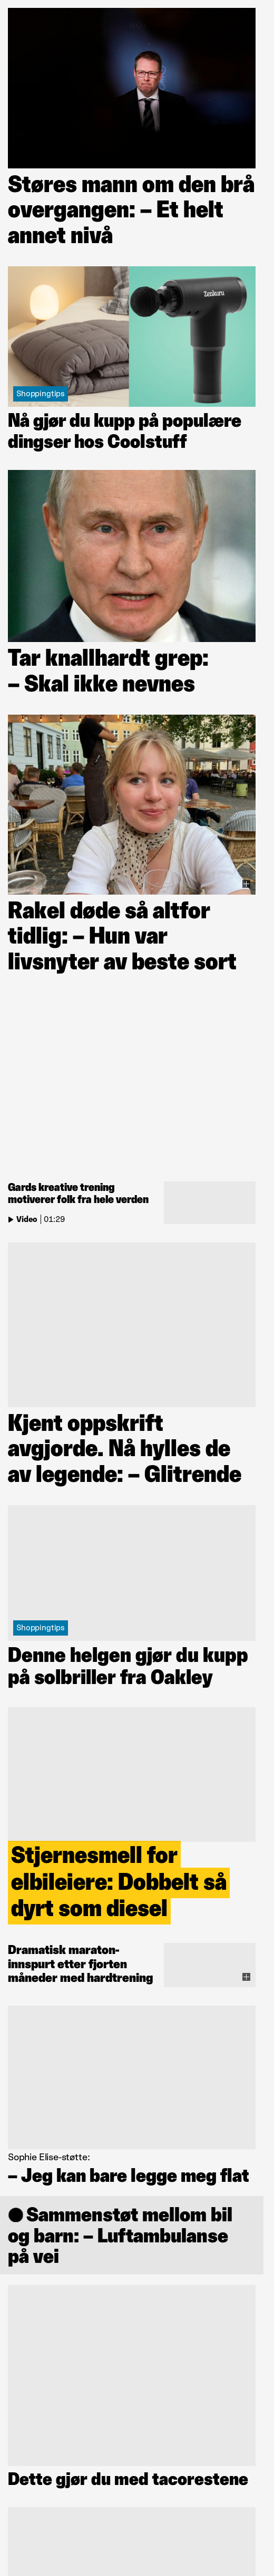 Støres mann om den brå
overgangen: – Et helt
annet nivå
Zenkuru
Shoppingtips
Nå gjør du kupp på populære
dingser hos Coolstuff
Tar knallhardt grep:
– Skal ikke nevnes
Rakel døde så altfor
tidlig: – Hun var
livsnyter av beste sort
Gards kreative trening
motiverer folk fra hele verden
Video | 01:29
Kjent oppskrift
avgjorde. Nå hylles de
av legende: – Glitrende
Shoppingtips
Denne helgen gjør du kupp
på solbriller fra Oakley
Stjernesmell for
elbileiere: Dobbelt så
dyrt som diesel
Dramatisk maraton-
innspurt etter fjorten
måneder med hardtrening
Sophie Elise-støtte:
– Jeg kan bare legge meg flat
Sammenstøt mellom bil
og barn: – Luftambulanse
på vei
Dette gjør du med tacorestene